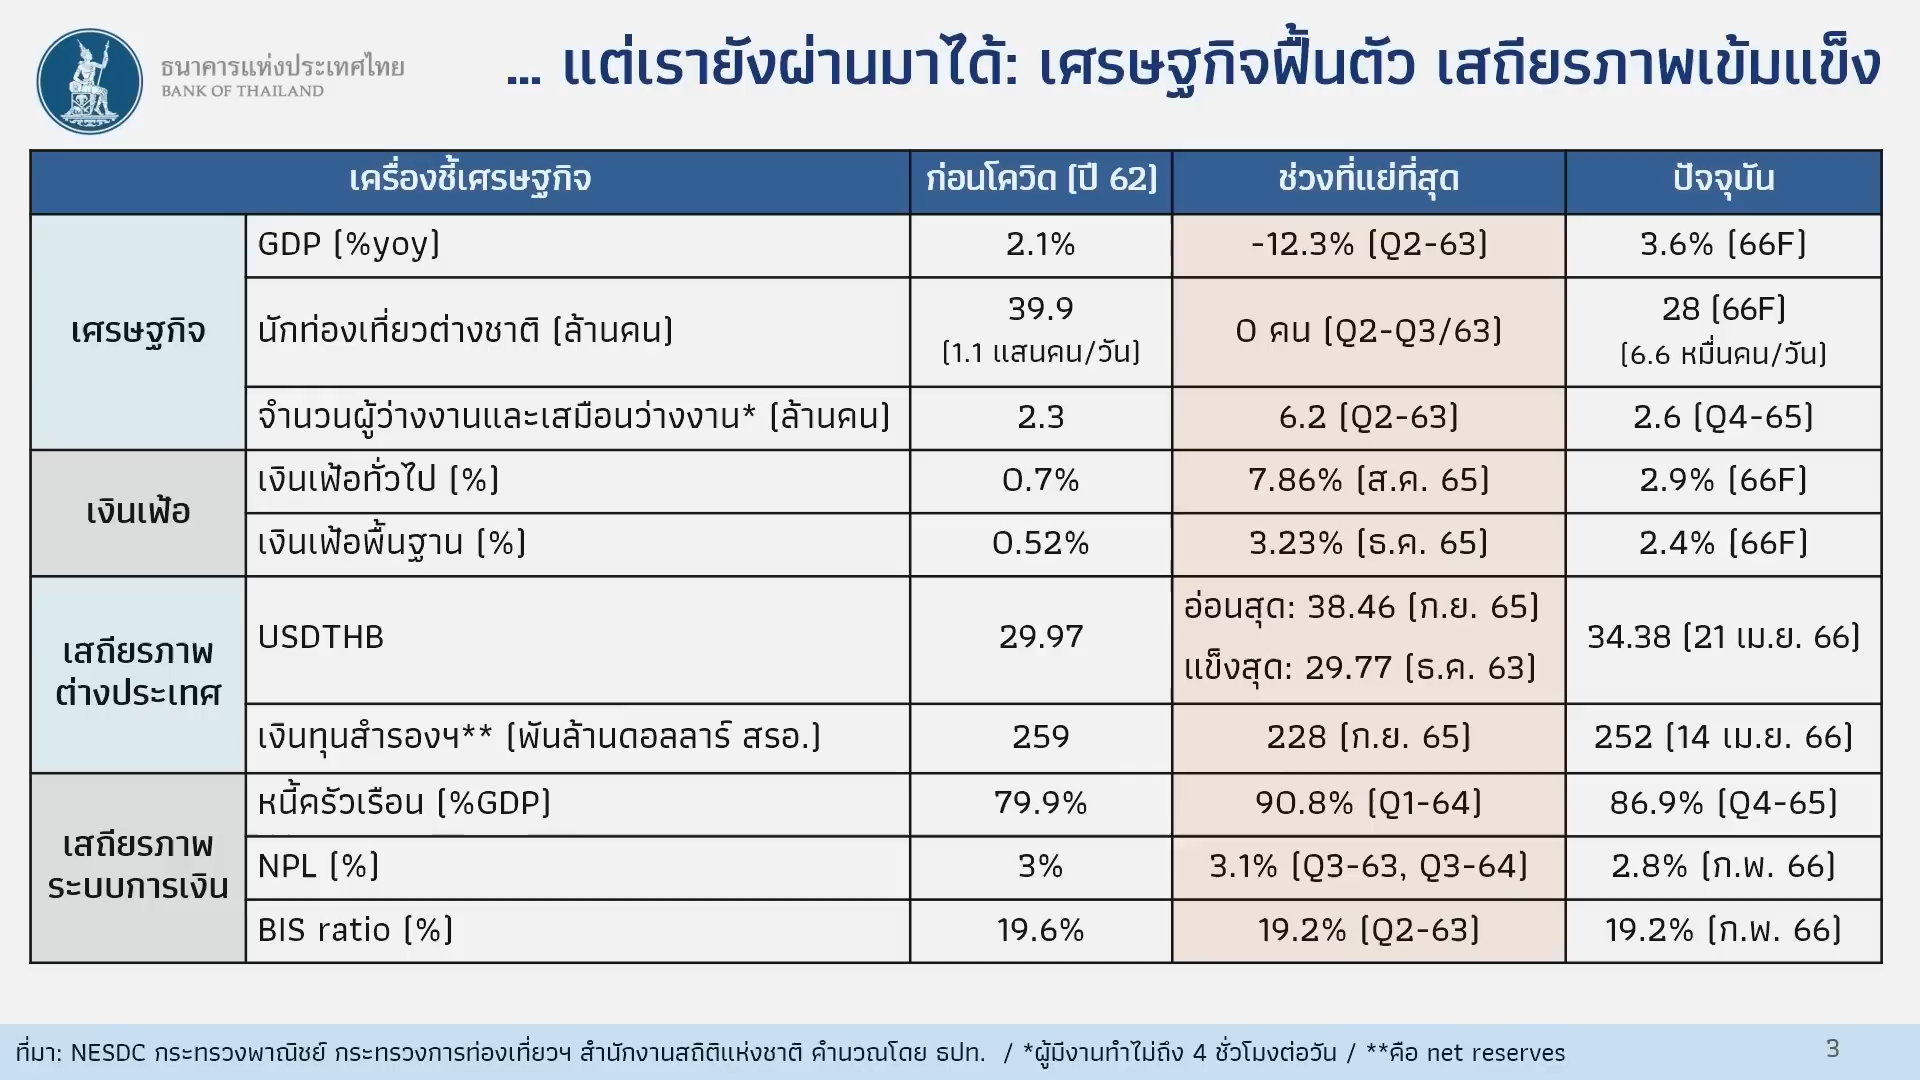 ธนาคารแห่งประเทศไทย
BANK OF THAILAND
... แต่เรายังผ่านมาได้: เศรษฐกิจฟื้นตัว เสถียรภาพเข้มแข็ง
เครื่องชี้เศรษฐกิจ ก่อนโควิด (ปี 62) ช่วงที่แย่ที่สุด ปัจจุบัน
เศรษฐกิจ
GDP (%yoy) 2.1% -12.3% (Q2-63) 3.6% (66F)
นักท่องเที่ยวต่างชาติ (ล้านคน) 39.9 0 คน (Q2-Q3/63) 28 (66F)
(1.1 แสนคน/วัน) (6.6 หมื่นคน/วัน)
จำนวนผู้ว่างงานและเสมือนว่างงาน* (ล้านคน) 2.3 6.2 (Q2-63) 2.6 (Q4-65)
เงินเฟ้อ
เงินเฟ้อทั่วไป (%) 0.7% 7.86% (ส.ค. 65) 2.9% (66F)
เงินเฟ้อพื้นฐาน (%) 0.52% 3.23% (ธ.ค. 65) 2.4% (66F)
เสถียรภาพ
ต่างประเทศ
USDTHB 29.97 อ่อนสุด: 38.46 (ก.ย. 65) 34.38 (21 เม.ย. 66)
แข็งสุด: 29.77 (ธ.ค. 63)
เงินทุนสำรองฯ** (พันล้านดอลลาร์ สรอ.) 259 228 (ก.ย. 65) 252 (14 เม.ย. 66)
เสถียรภาพ
ระบบการเงิน
หนี้ครัวเรือน (%GDP) 79.9% 90.8% (Q1-64) 86.9% (Q4-65)
NPL (%) 3% 3.1% (Q3-63, Q3-64) 2.8% (ก.พ. 66)
BIS ratio (%) 19.6% 19.2% (Q2-63) 19.2% (ก.พ. 66)
ที่มา: NESDC กระทรวงพาณิชย์ กระทรวงการท่องเที่ยวฯ สำนักงานสถิติแห่งชาติ คำนวณโดย ธปท. / *ผู้มีงานทำไม่ถึง 4 ชั่วโมงต่อวัน / **คือ net reserves
3